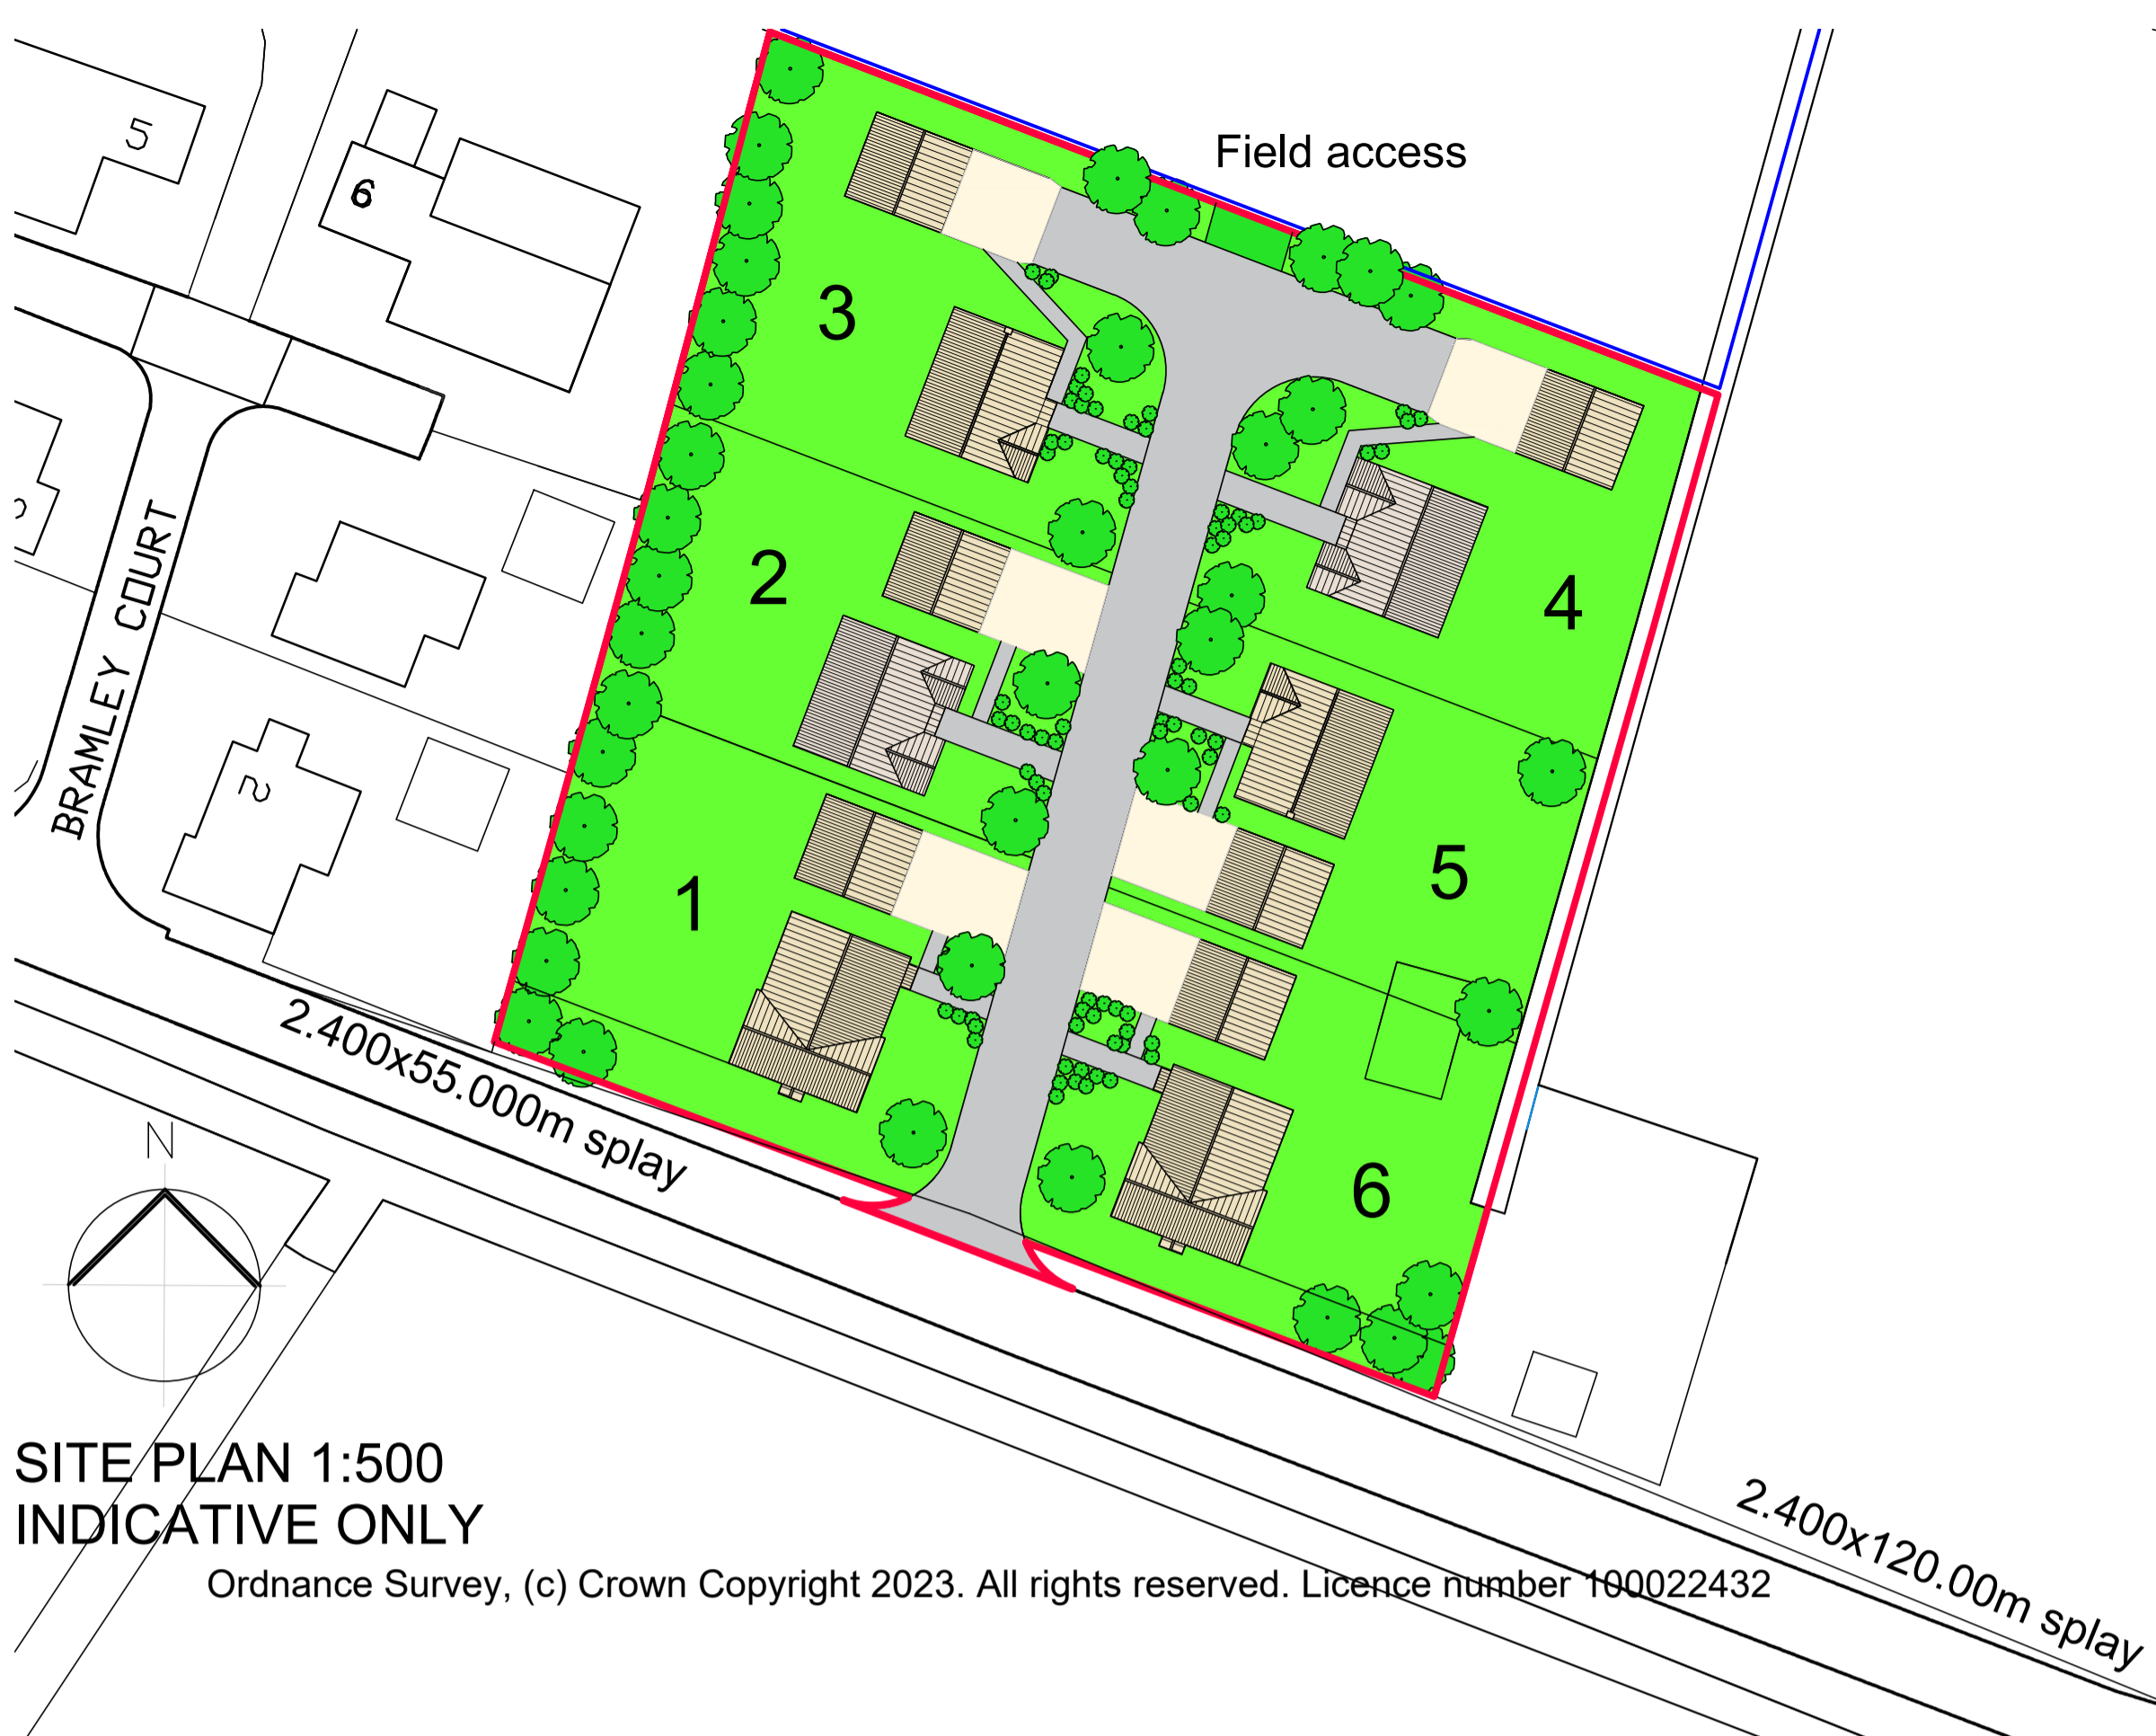 Field access
5
6
3
2
4
BRAMLEY COURT
2
5
1
2.400x55.000m splay
N
6
SITE PLAN 1:500
INDICATIVE ONLY
2.400x120.00m splay
Ordnance Survey, (c) Crown Copyright 2023. All rights reserved. Licence number 100022432